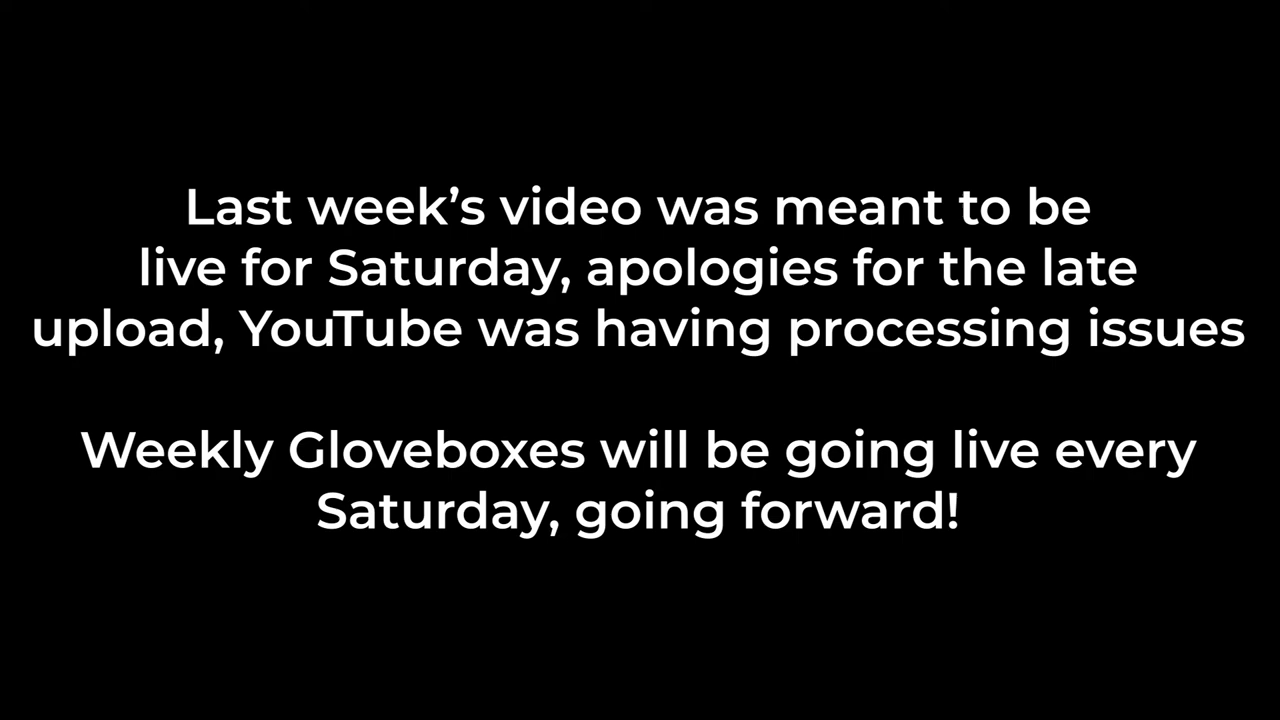 Last week’s video was meant to be
live for Saturday, apologies for the late
upload, YouTube was having processing issues
Weekly Gloveboxes will be going live every
Saturday, going forward!